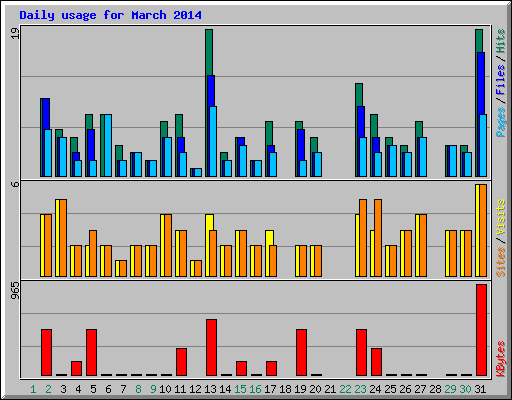 Daily usage for March 2014
19
Pages / Files / Hits
6
Sites / Visits
965
KBytes
1 2 3 4 5 6 7 8 9 10 11 12 13 14 15 16 17 18 19 20 21 22 23 24 25 26 27 28 29 30 31